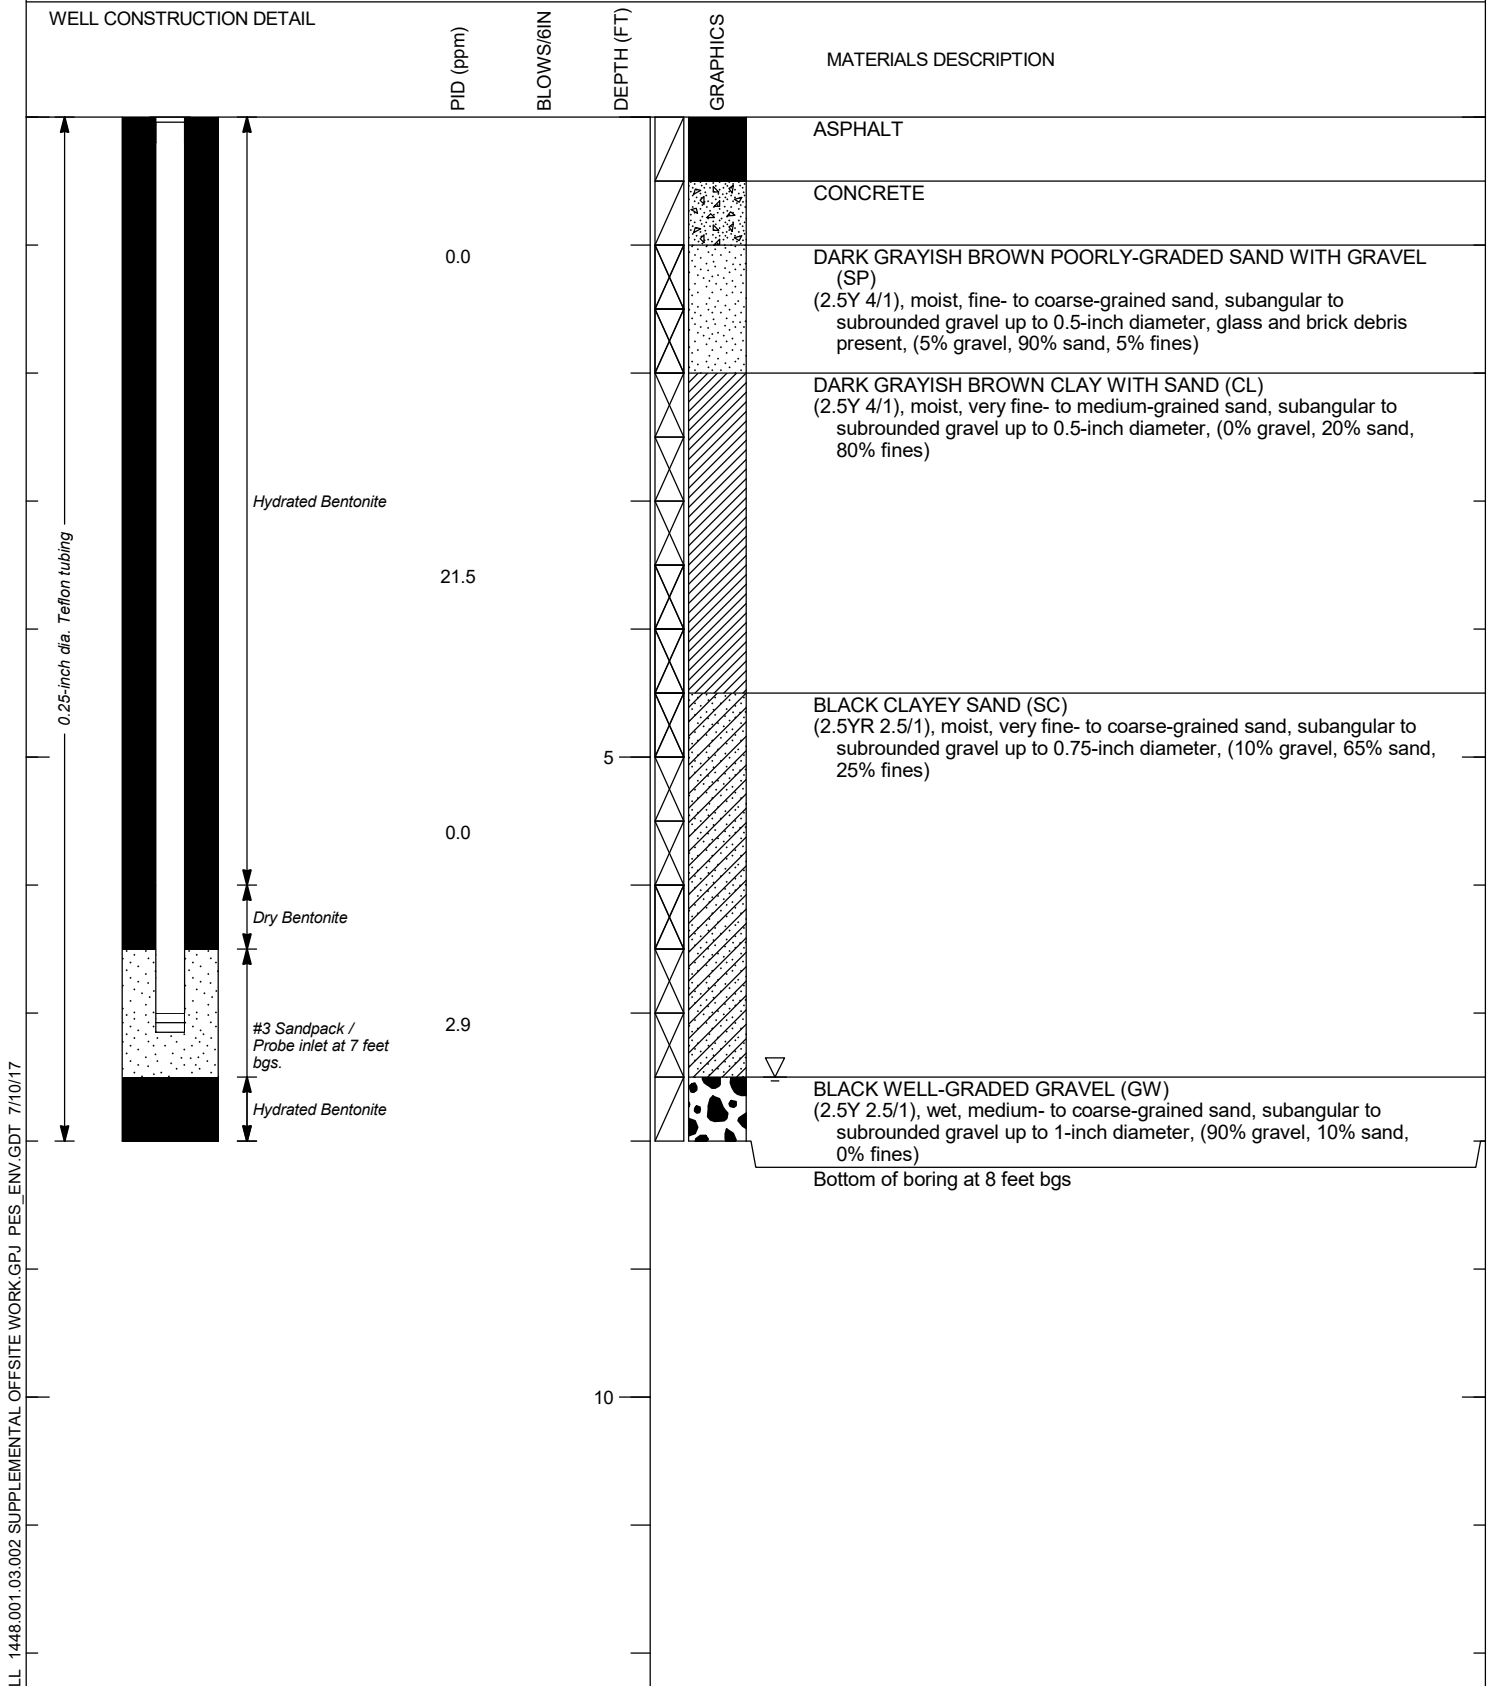 WELL CONSTRUCTION DETAIL
PID (ppm)
BLOWS/6IN
DEPTH (FT)
GRAPHICS
MATERIALS DESCRIPTION
ASPHALT
CONCRETE
0.0
DARK GRAYISH BROWN POORLY-GRADED SAND WITH GRAVEL
(SP)
(2.5Y 4/1), moist, fine- to coarse-grained sand, subangular to
subrounded gravel up to 0.5-inch diameter, glass and brick debris
present, (5% gravel, 90% sand, 5% fines)
DARK GRAYISH BROWN CLAY WITH SAND (CL)
(2.5Y 4/1), moist, very fine- to medium-grained sand, subangular to
subrounded gravel up to 0.5-inch diameter, (0% gravel, 20% sand,
80% fines)
Hydrated Bentonite
0.25-inch dia. Teflon tubing
21.5
BLACK CLAYEY SAND (SC)
(2.5YR 2.5/1), moist, very fine- to coarse-grained sand, subangular to
subrounded gravel up to 0.75-inch diameter, (10% gravel, 65% sand,
25% fines)
5
0.0
Dry Bentonite
#3 Sandpack /
Probe inlet at 7 feet
bgs.
2.9
Hydrated Bentonite
BLACK WELL-GRADED GRAVEL (GW)
(2.5Y 2.5/1), wet, medium- to coarse-grained sand, subangular to
subrounded gravel up to 1-inch diameter, (90% gravel, 10% sand,
0% fines)
Bottom of boring at 8 feet bgs
10
LL 1448.001.03.002 SUPPLEMENTAL OFFSITE WORK.GPJ PES_ENV.GDT 7/10/17